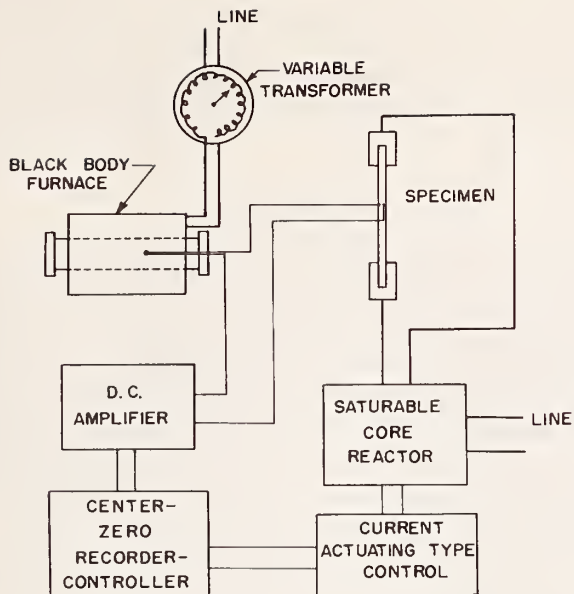 LINE
VARIABLE
TRANSFORMER
BLACK BODY
FURNACE
SPECIMEN
D. C.
AMPLIFIER
SATURABLE
CORE
REACTOR
LINE
CENTER-
ZERO
RECORDER-
CONTROLLER
CURRENT
ACTUATING TYPE
CONTROL